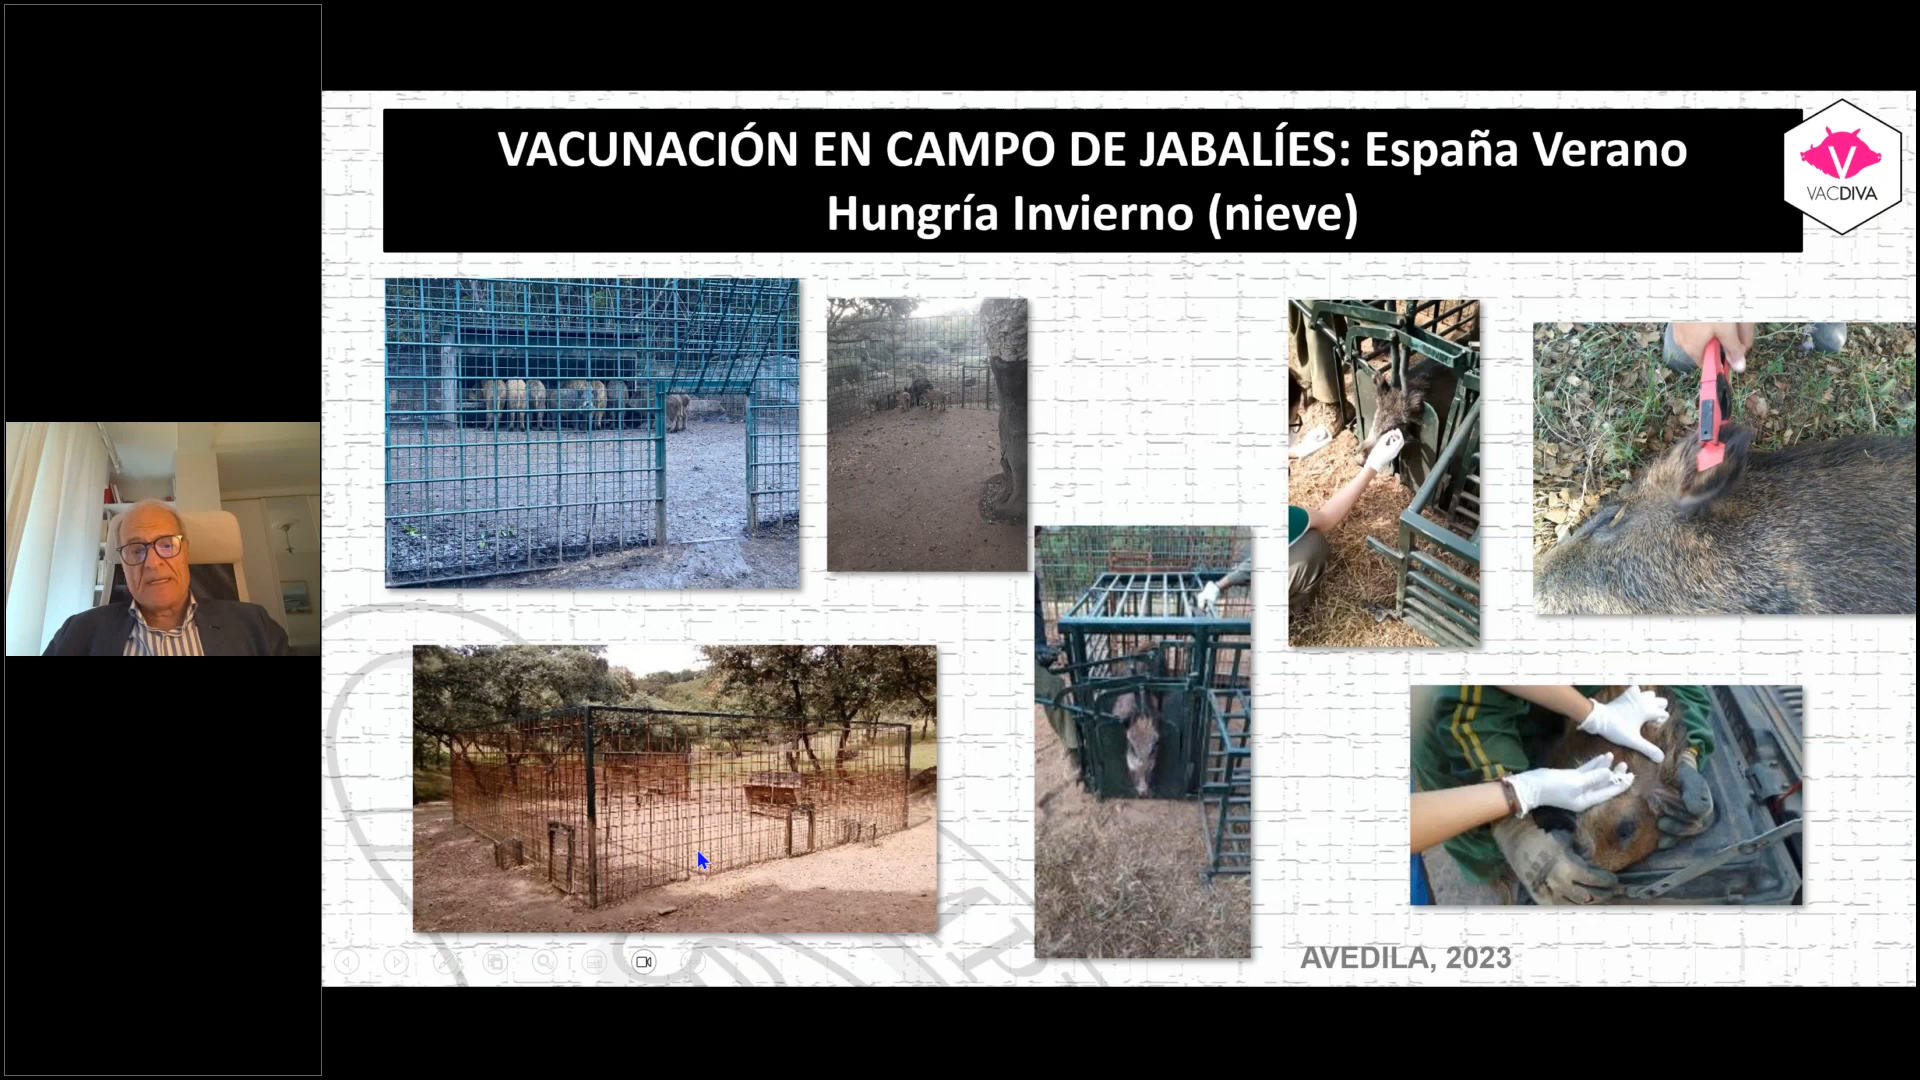 VACUNACIÓN EN CAMPO DE JABALÍES: España Verano
Hungría Invierno (nieve)
V
VACDIVA
AVEDILA, 2023